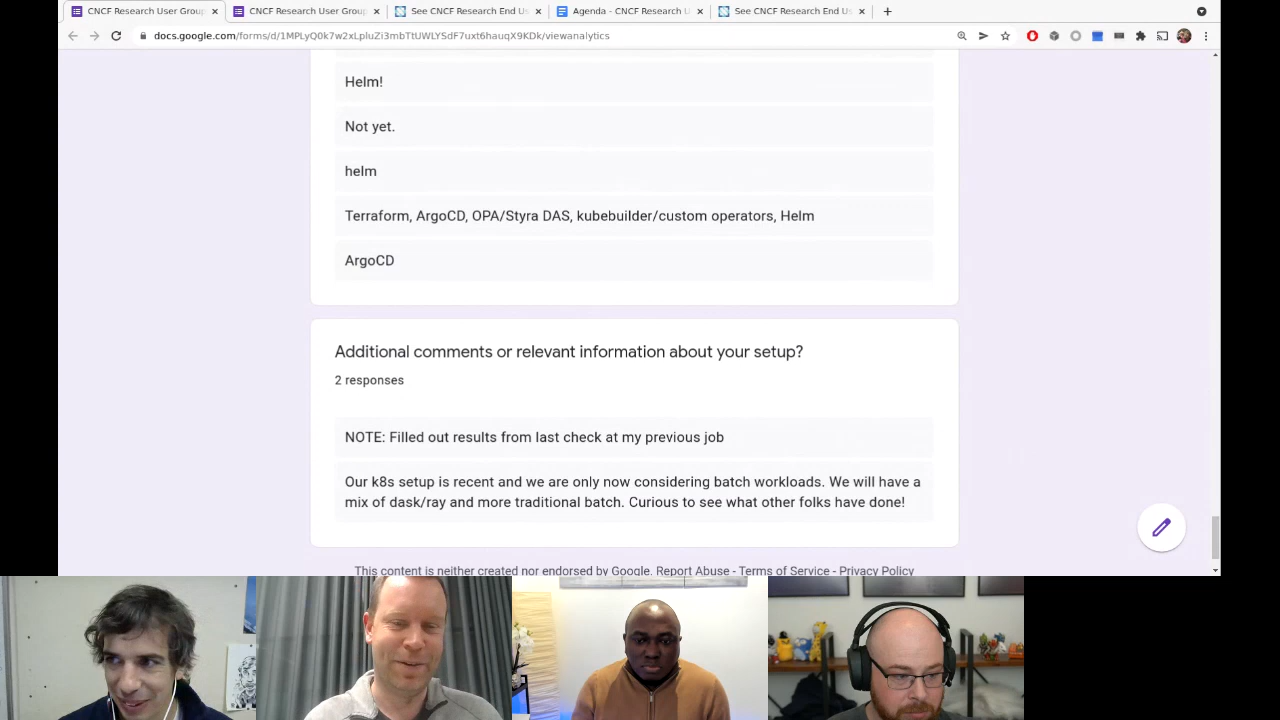 CNCF Research User Group
CNCF Research User Group
See CNCF Research End Us
Agenda - CNCF Research U
See CNCF Research End Us
docs.google.com/forms/d/1MPLyQ0k7w2xLpluZi3mbTtUWLYSdF7uxt6hauqX9KDk/viewanalytics
Helm!
Not yet.
helm
Terraform, ArgoCD, OPA/Styra DAS, kubebuilder/custom operators, Helm
ArgoCD
Additional comments or relevant information about your setup?
2 responses
NOTE: Filled out results from last check at my previous job
Our k8s setup is recent and we are only now considering batch workloads. We will have a
mix of dask/ray and more traditional batch. Curious to see what other folks have done!
This content is neither created nor endorsed by Google. Report Abuse - Terms of Service - Privacy Policy